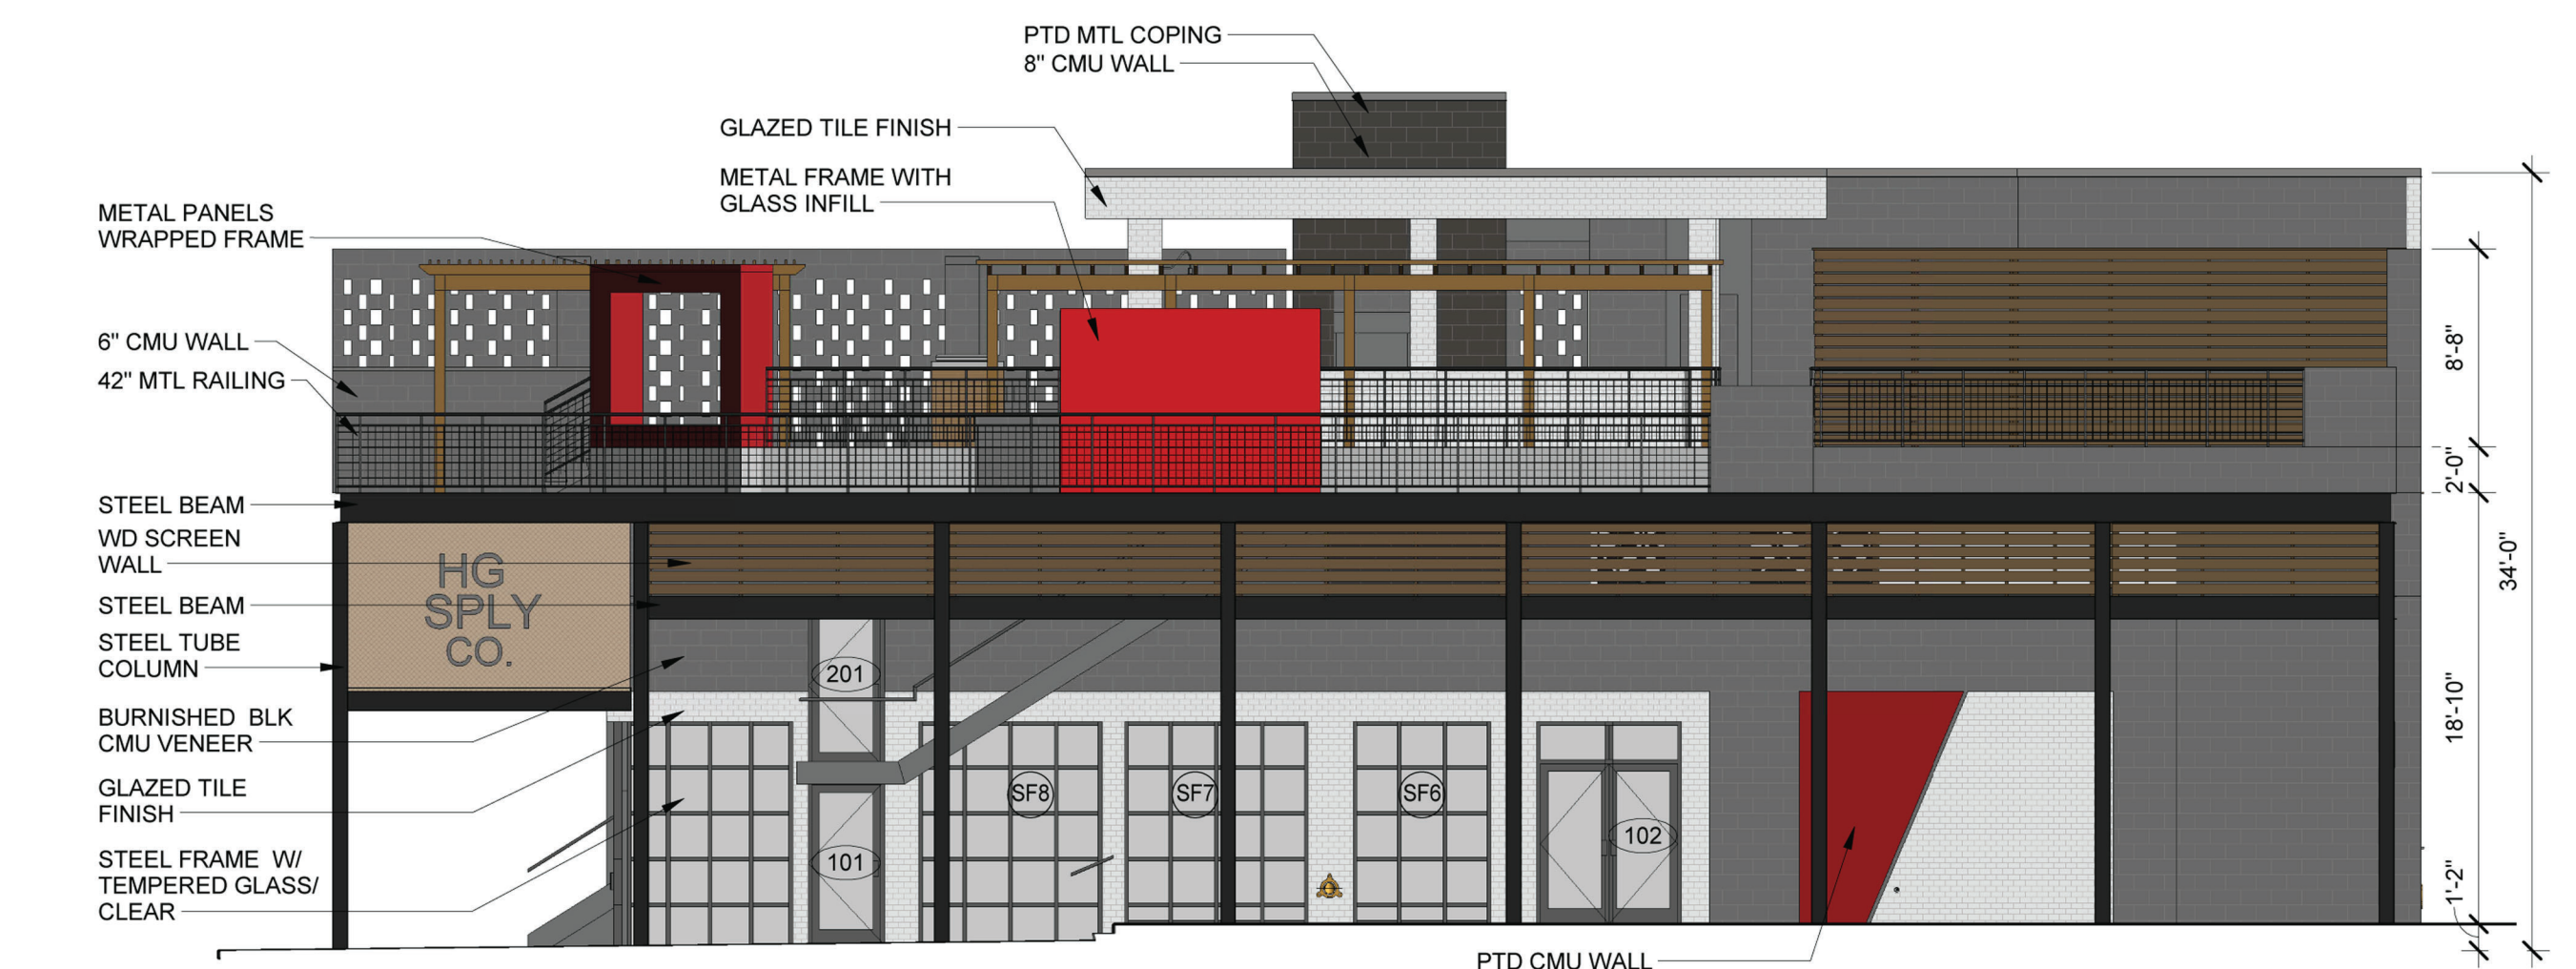 PTD MTL COPING
8" CMU WALL
GLAZED TILE FINISH
METAL FRAME WITH
GLASS INFILL
METAL PANELS
WRAPPED FRAME
6" CMU WALL
42" MTL RAILING
STEEL BEAM
WD SCREEN
WALL
STEEL BEAM
STEEL TUBE
COLUMN
BURNISHED BLK
CMU VENEER
GLAZED TILE
FINISH
STEEL FRAME W/
TEMPERED GLASS/
CLEAR
HG
SPLY
CO.
201
101
SF8
SF7
SF6
102
PTD CMU WALL
8'-8"
2'-0"
34'-0"
18'-10"
1'-2"